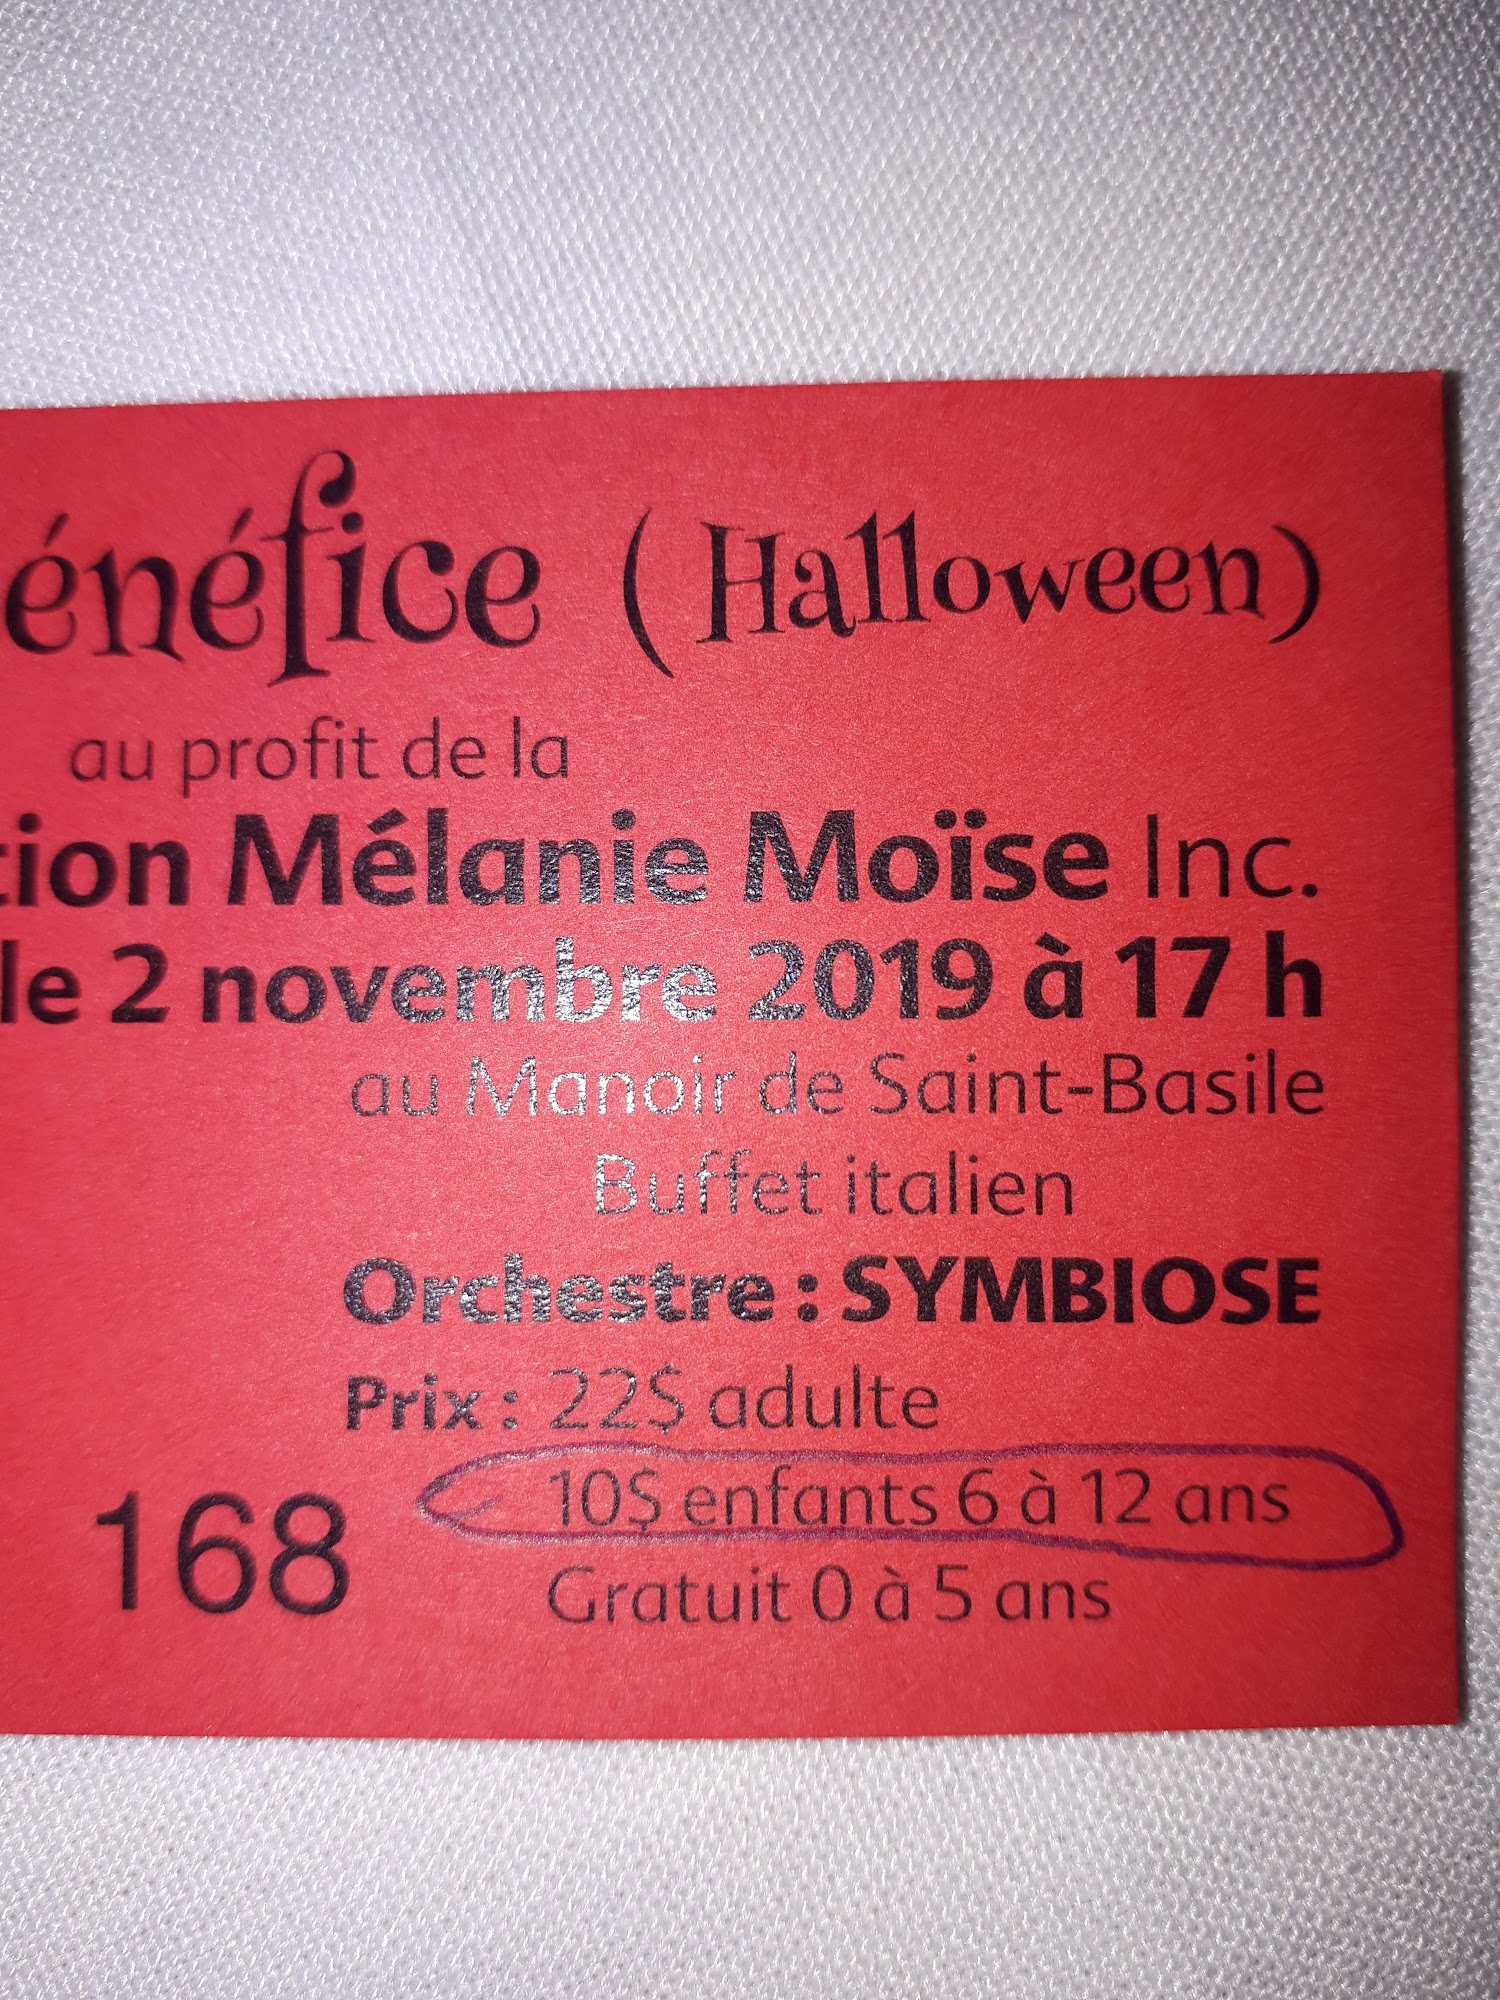 énéfice (Halloween)
au profit de la
tion Mélanie Moïse Inc.
le 2 novembre 2019 à 17 h
au Manoir de Saint-Basile
Buffet italien
Orchestre : SYMBIOSE
Prix : 22$ adulte
10$ enfants 6 à 12 ans
168
Gratuit 0 à 5 ans